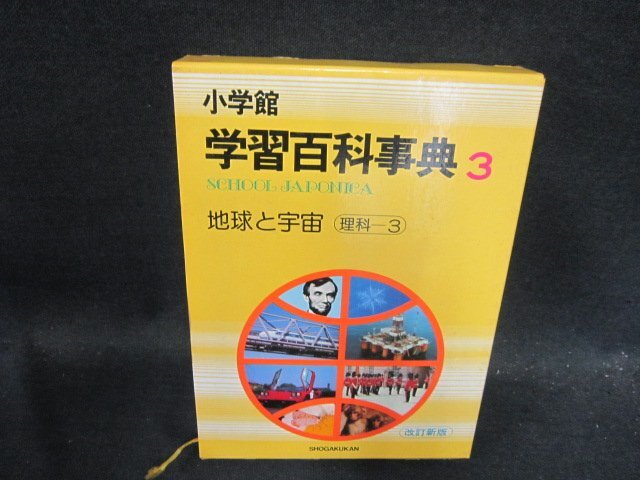 小学館
学習百科事典 3
SCHOOL JAPONICA
地球と宇宙 理科―3
改訂新版
SHOGAKUKAN